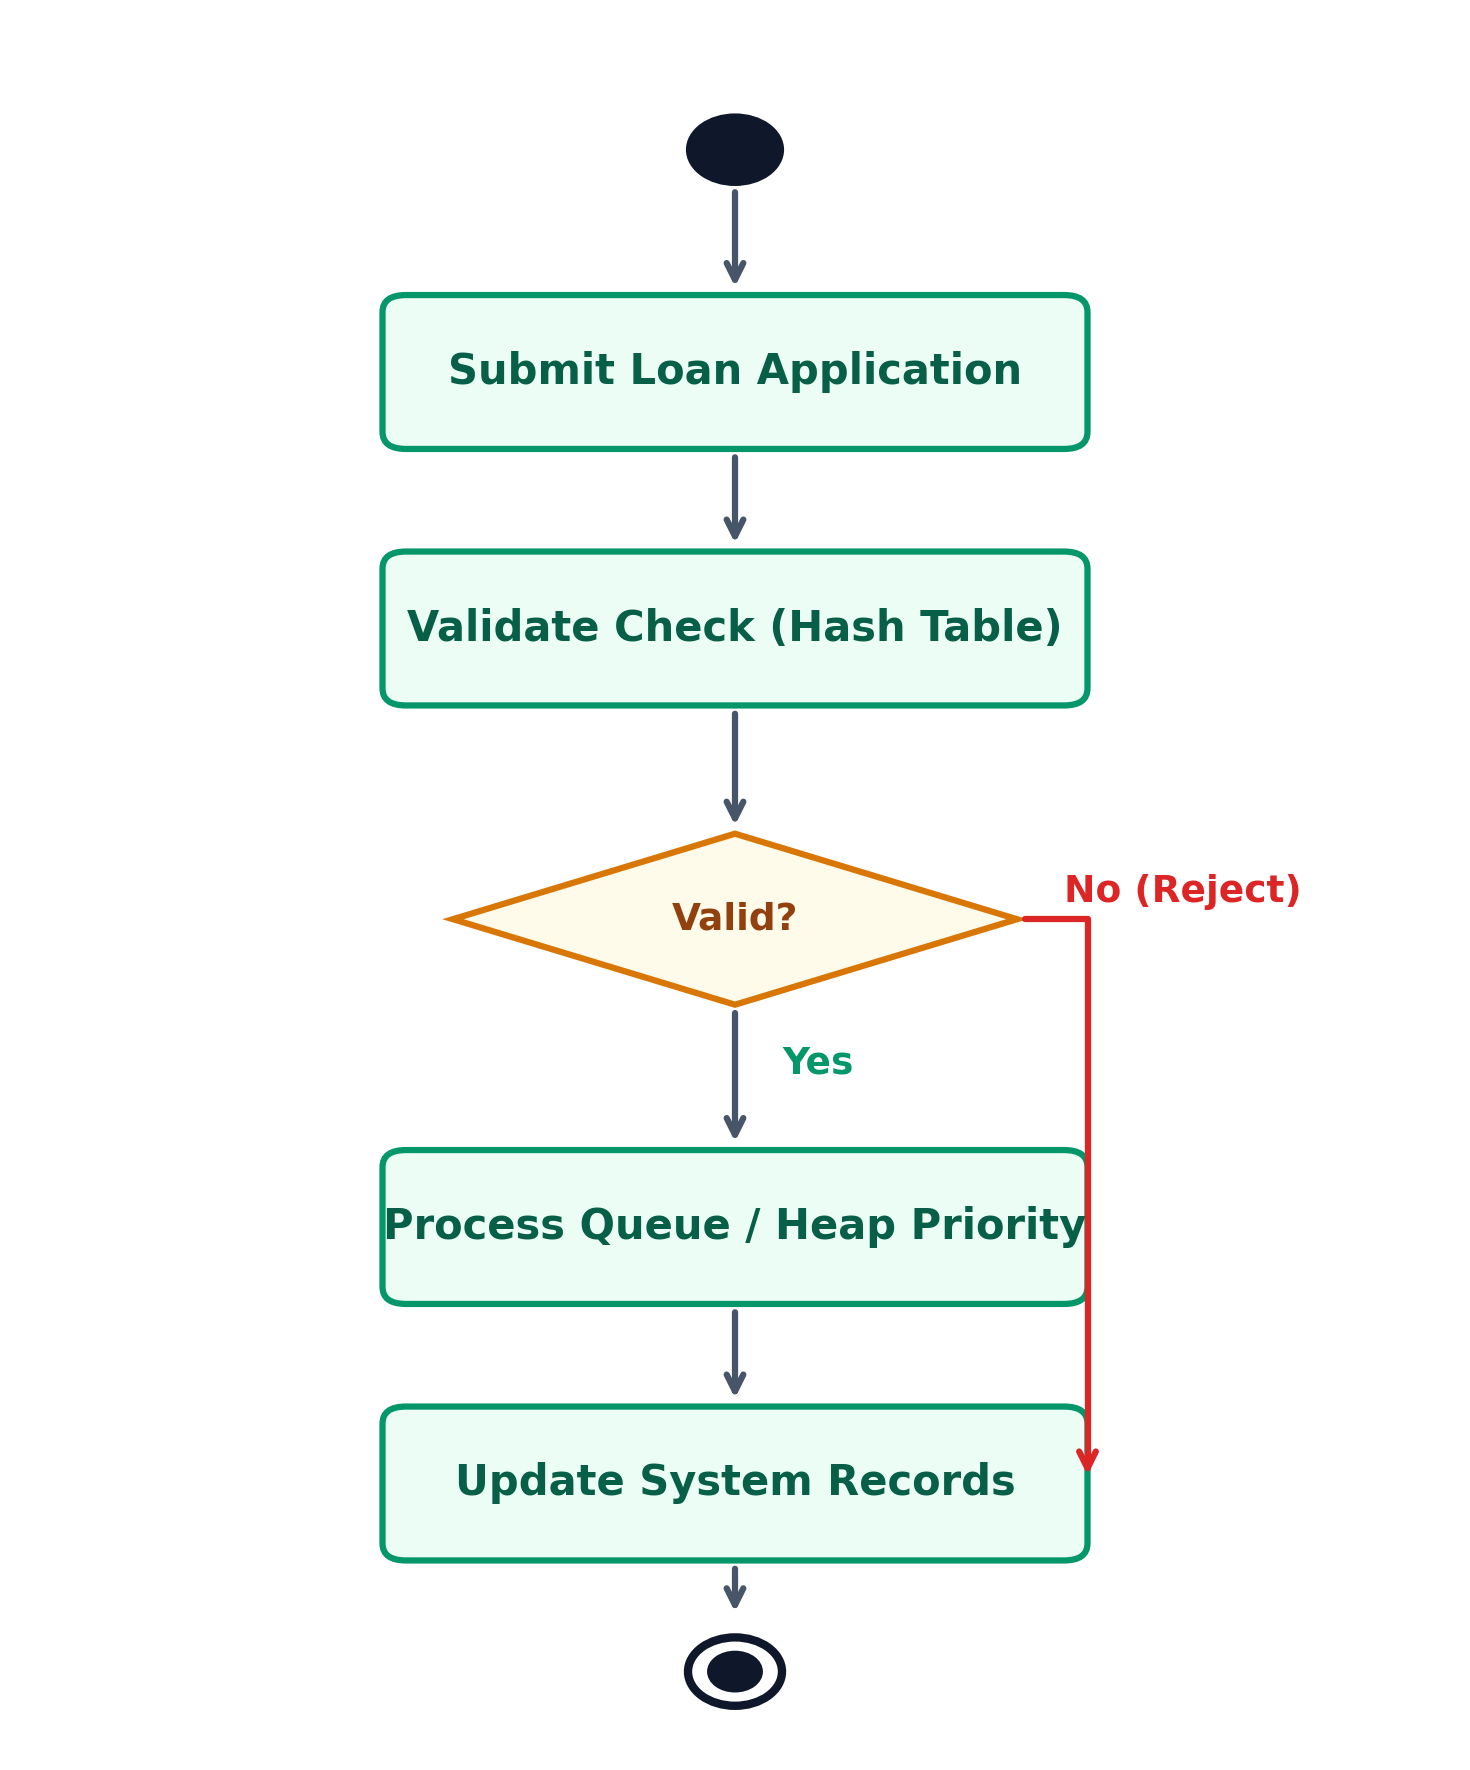 Submit Loan Application
Validate Check (Hash Table)
Valid?
No (Reject)
Yes
Process Queue / Heap Priority
Update System Records